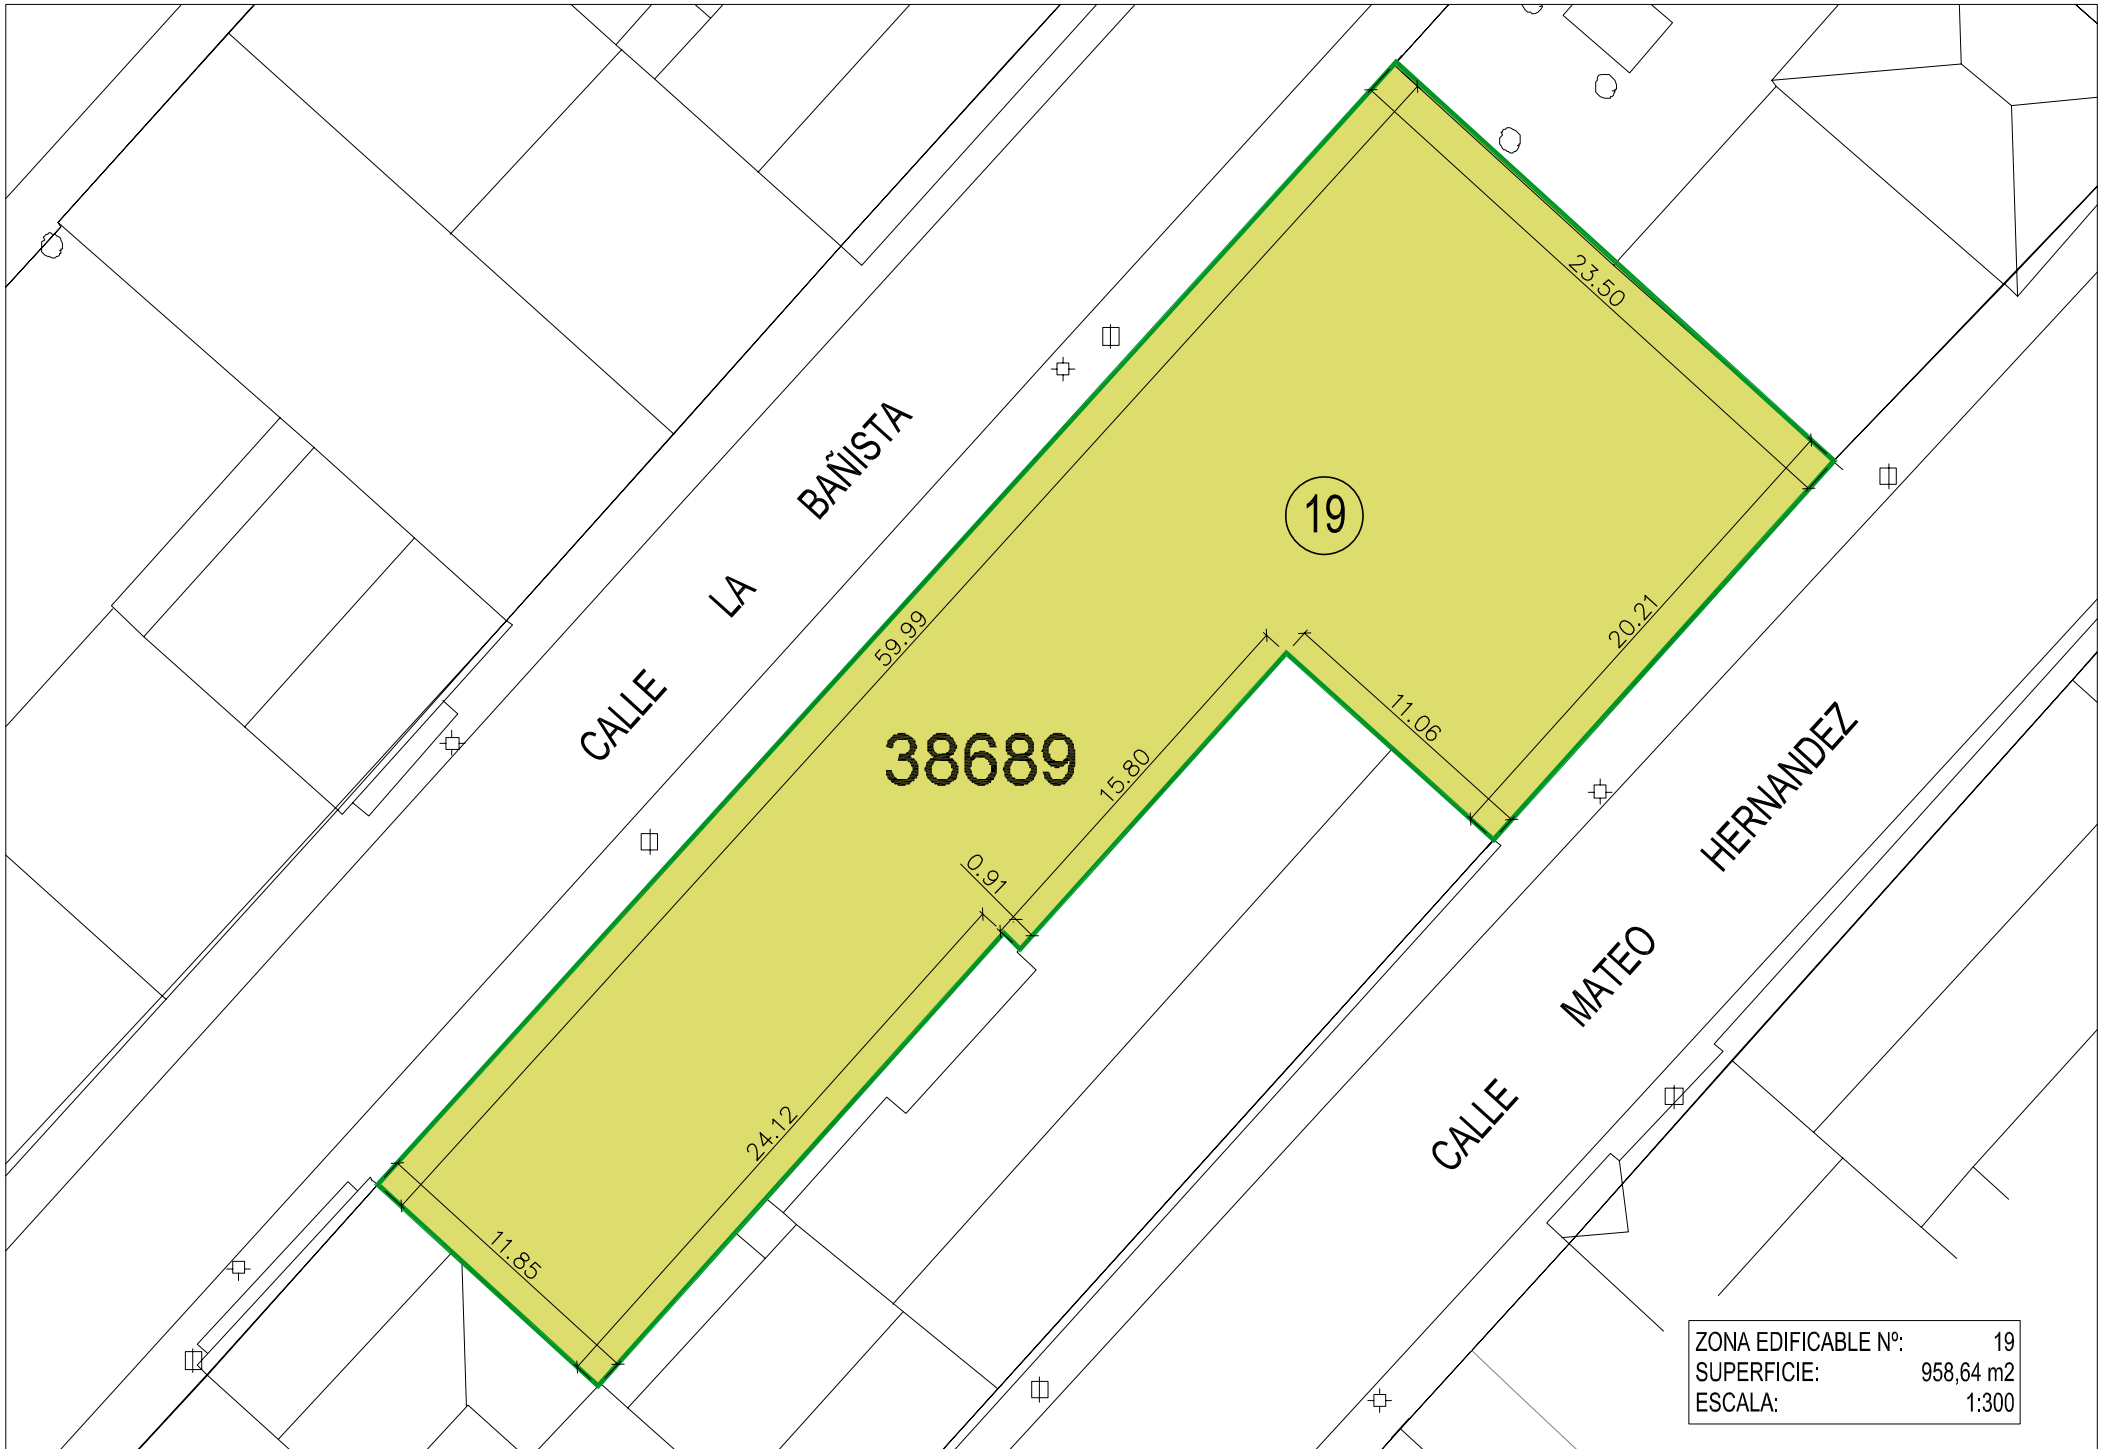 23.50
BAÑISTA
19
LA
59.99
20.21
CALLE
11.06
38689
15.80
HERNANDEZ
0.91
MATEO
24.12
CALLE
11.85
ZONA EDIFICABLE Nº: 19
SUPERFICIE: 958,64 m2
ESCALA: 1:300